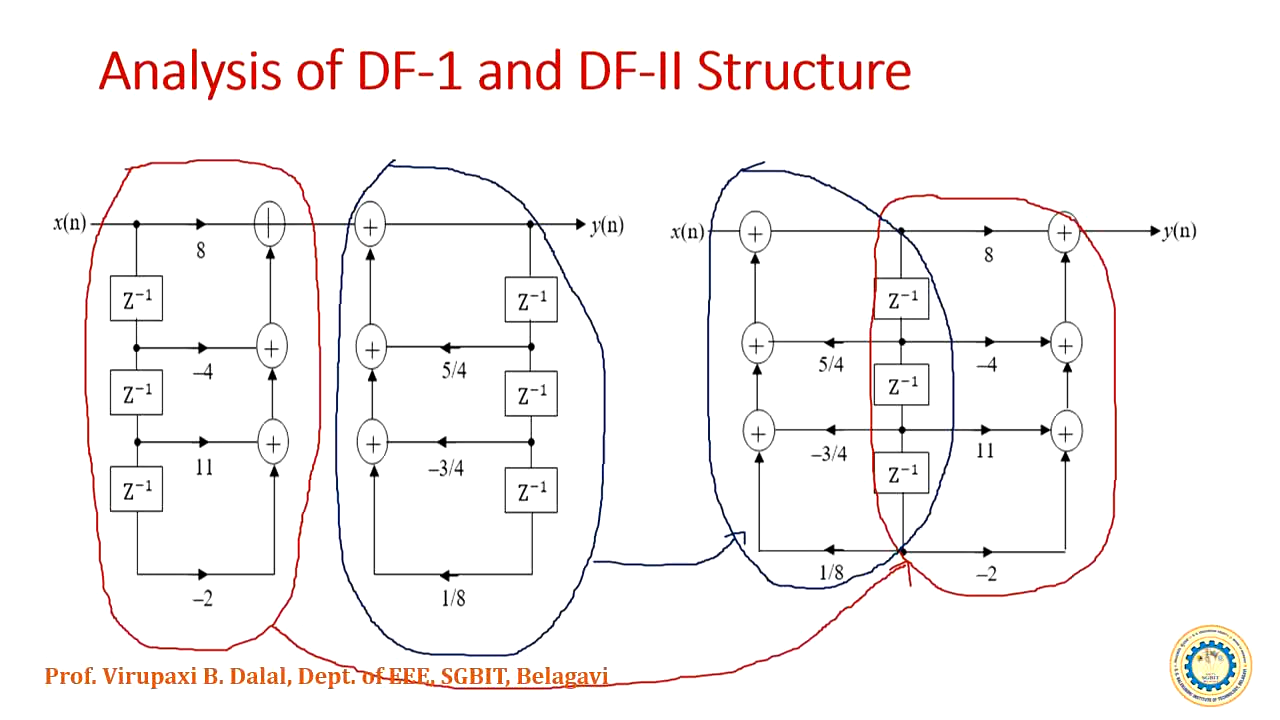 Analysis of DF-1 and DF-II Structure
x(n)
8
y(n)
Z⁻¹
Z⁻¹
–4
5/4
Z⁻¹
Z⁻¹
11
–3/4
Z⁻¹
Z⁻¹
–2
1/8
x(n)
8
y(n)
Z⁻¹
5/4
–4
Z⁻¹
–3/4
11
Z⁻¹
1/8
–2
Prof. Virupaxi B. Dalal, Dept. of EEE, SGBIT, Belagavi
SGBIT